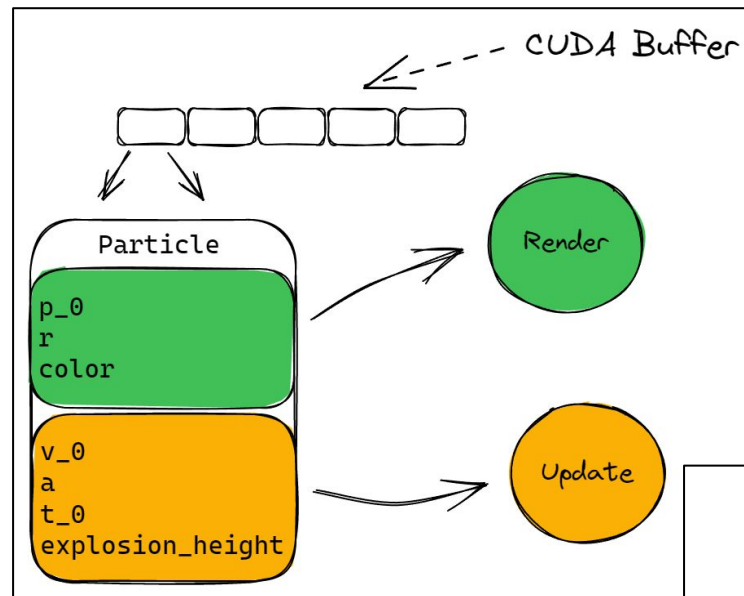 CUDA Buffer
Particle
p_0
r
color
v_0
a
t_0
explosion_height
Render
Update